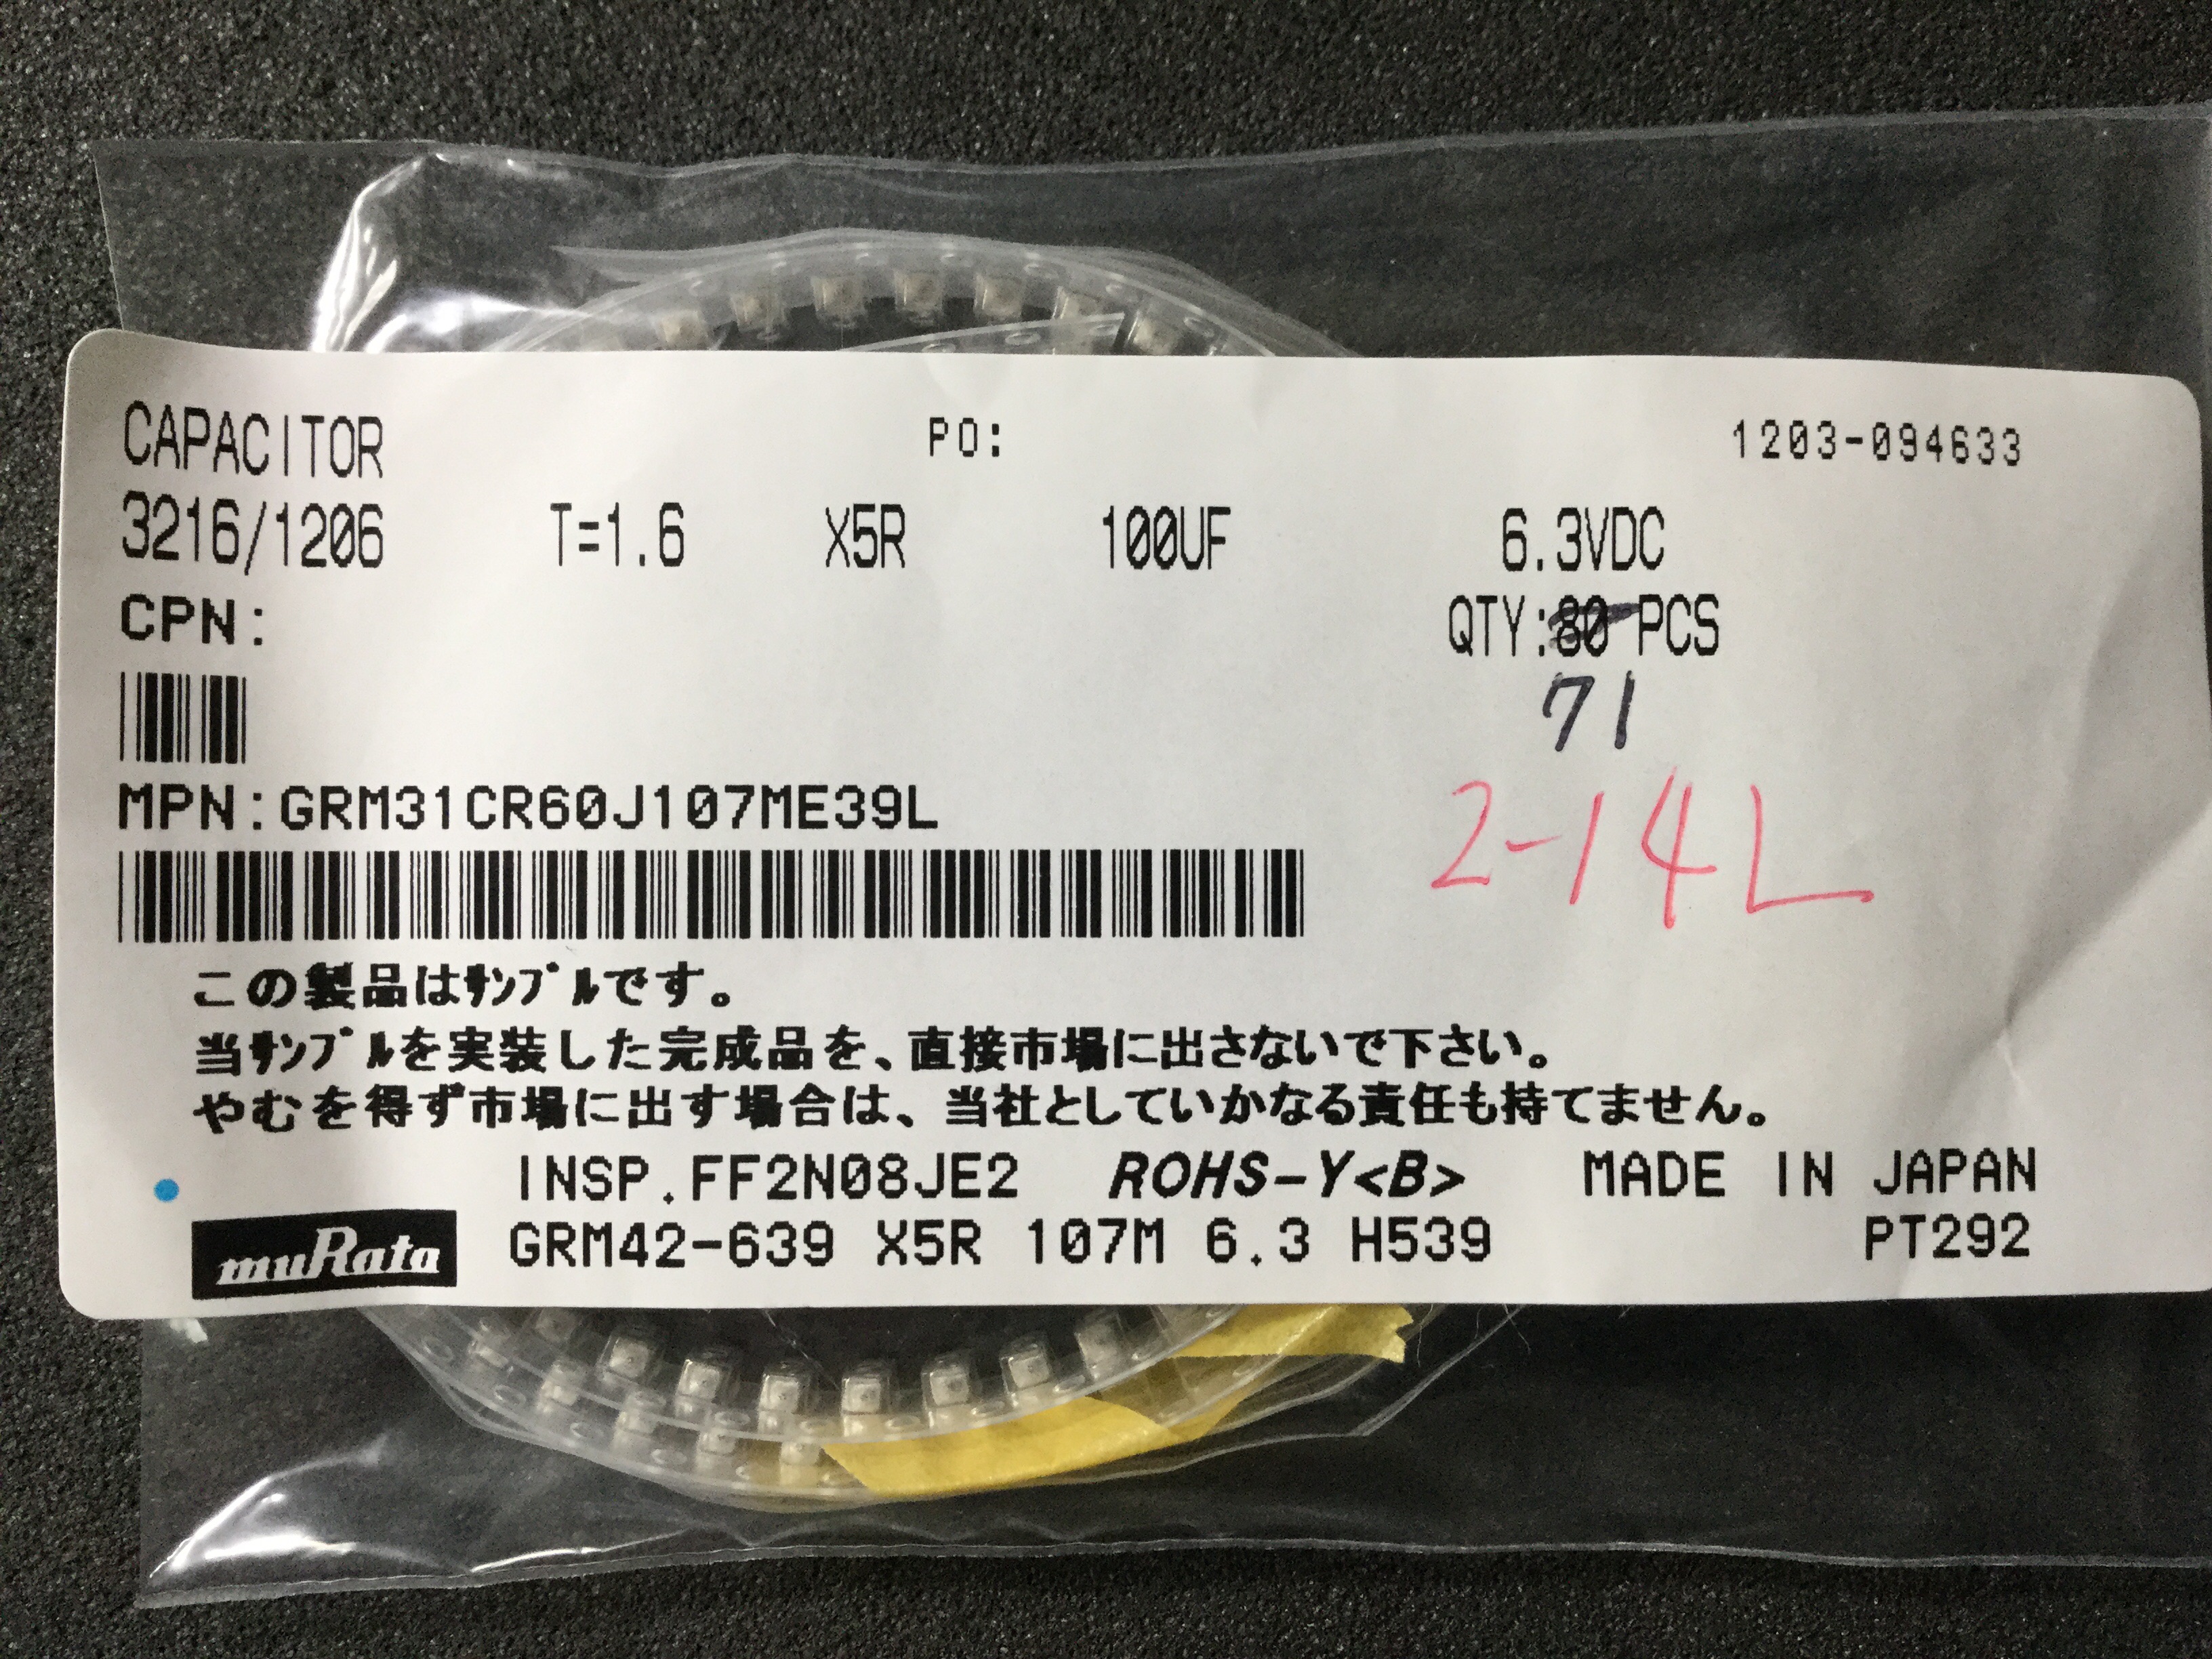 CAPACITOR PO: 1203-094633
3216/1206 T=1.6 X5R 100UF 6.3VDC
CPN: QTY:80 PCS
71
MPN:GRM31CR60J107ME39L
2-14L
この製品はｻﾝﾌﾟﾙです。
当ｻﾝﾌﾟﾙを実装した完成品を、直接市場に出さないで下さい。
やむを得ず市場に出す場合は、当社としていかなる責任も持てません。
INSP.FF2N08JE2 ROHS-Y<B> MADE IN JAPAN
muRata GRM42-639 X5R 107M 6.3 H539 PT292